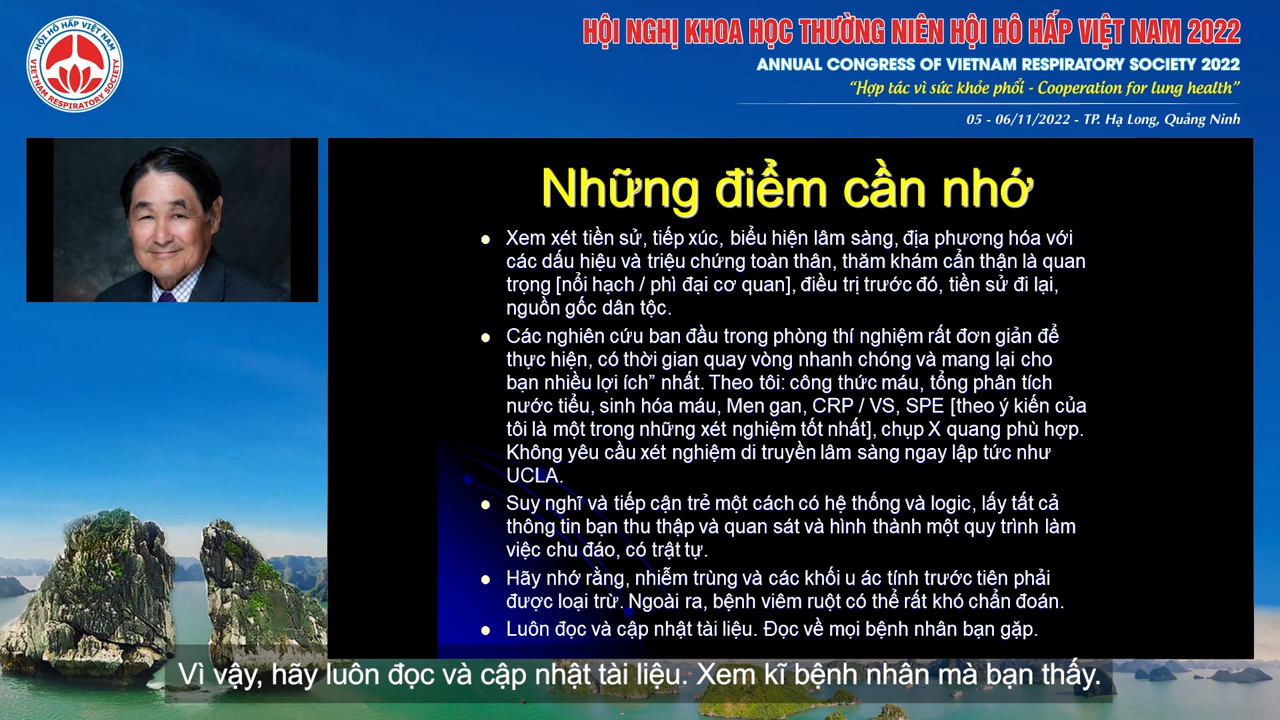 HỘI HÔ HẤP VIỆT NAM
VIETNAM RESPIRATORY SOCIETY
HỘI NGHỊ KHOA HỌC THƯỜNG NIÊN HỘI HÔ HẤP VIỆT NAM 2022
ANNUAL CONGRESS OF VIETNAM RESPIRATORY SOCIETY 2022
“Hợp tác vì sức khỏe phổi - Cooperation for lung health”
05 - 06/11/2022 - TP. Hạ Long, Quảng Ninh
Những điểm cần nhớ
● Xem xét tiền sử, tiếp xúc, biểu hiện lâm sàng, địa phương hóa với
các dấu hiệu và triệu chứng toàn thân, thăm khám cẩn thận là quan
trọng [nổi hạch / phì đại cơ quan], điều trị trước đó, tiền sử đi lại,
nguồn gốc dân tộc.
● Các nghiên cứu ban đầu trong phòng thí nghiệm rất đơn giản để
thực hiện, có thời gian quay vòng nhanh chóng và mang lại cho
bạn nhiều lợi ích” nhất. Theo tôi: công thức máu, tổng phân tích
nước tiểu, sinh hóa máu, Men gan, CRP / VS, SPE [theo ý kiến của
tôi là một trong những xét nghiệm tốt nhất], chụp X quang phù hợp.
Không yêu cầu xét nghiệm di truyền lâm sàng ngay lập tức như
UCLA.
● Suy nghĩ và tiếp cận trẻ một cách có hệ thống và logic, lấy tất cả
thông tin bạn thu thập và quan sát và hình thành một quy trình làm
việc chu đáo, có trật tự.
● Hãy nhớ rằng, nhiễm trùng và các khối u ác tính trước tiên phải
được loại trừ. Ngoài ra, bệnh viêm ruột có thể rất khó chẩn đoán.
● Luôn đọc và cập nhật tài liệu. Đọc về mọi bệnh nhân bạn gặp.
Vì vậy, hãy luôn đọc và cập nhật tài liệu. Xem kĩ bệnh nhân mà bạn thấy.